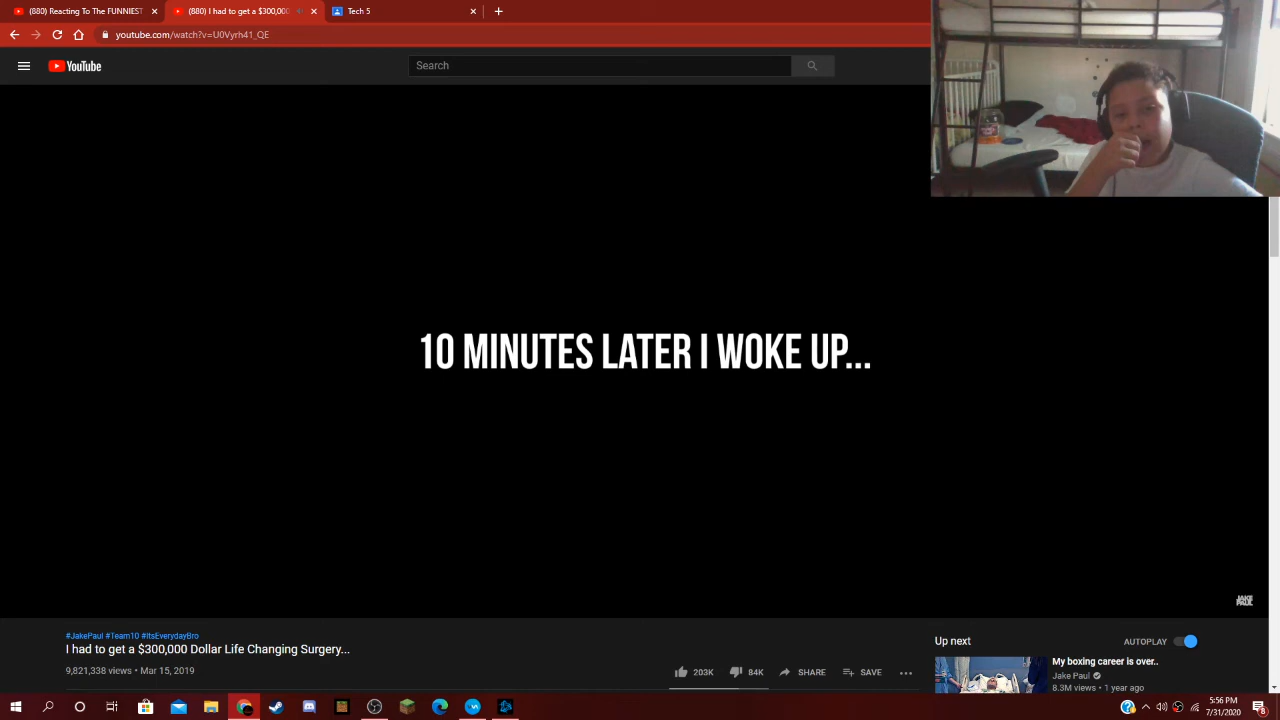 (880) Reacting To The FUNNIEST
(880) I had to get a $300,000
Tech 5
youtube.com/watch?v=U0Vyrh41_QE
YouTube
Search
10 MINUTES LATER I WOKE UP...
JAKE
PAUL
#JakePaul #Team10 #ItsEverydayBro
I had to get a $300,000 Dollar Life Changing Surgery...
9,821,338 views • Mar 15, 2019
203K
84K
SHARE
SAVE
Up next
AUTOPLAY
My boxing career is over..
Jake Paul
8.3M views • 1 year ago
5:56 PM
7/31/2020
8